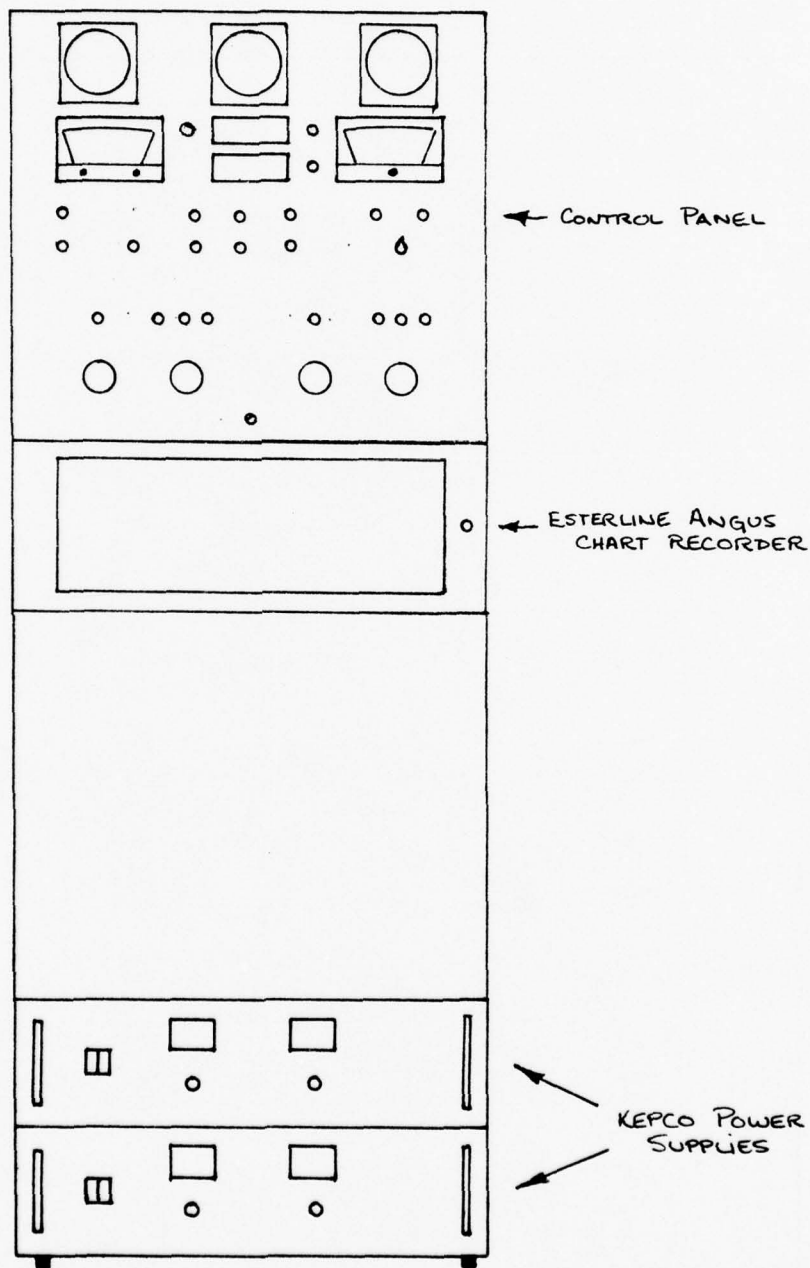 CONTROL PANEL
ESTERLINE ANGUS
CHART RECORDER
KEPCO POWER
SUPPLIES